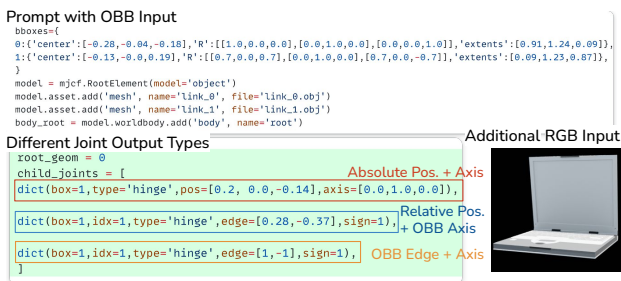 Prompt with OBB Input
bboxes={
0:{'center':[-0.28,-0.04,-0.18],'R':[[1.0,0.0,0.0],[0.0,1.0,0.0],[0.0,0.0,1.0]],'extents':[0.91,1.24,0.09]},
1:{'center':[-0.13,-0.0,0.19],'R':[[0.7,0.0,0.7],[0.0,1.0,0.0],[0.7,0.0,-0.7]],'extents':[0.09,1.23,0.87]},
}
model = mjcf.RootElement(model='object')
model.asset.add('mesh', name='link_0', file='link_0.obj')
model.asset.add('mesh', name='link_1', file='link_1.obj')
body_root = model.worldbody.add('body', name='root')
Different Joint Output Types
Additional RGB Input
root_geom = 0
child_joints = [
Absolute Pos. + Axis
dict(box=1,type='hinge',pos=[0.2, 0.0,-0.14],axis=[0.0,1.0,0.0]),
Relative Pos.
+ OBB Axis
dict(box=1,idx=1,type='hinge',edge=[0.28,-0.37],sign=1),
dict(box=1,idx=1,type='hinge',edge=[1,-1],sign=1),
OBB Edge + Axis
]